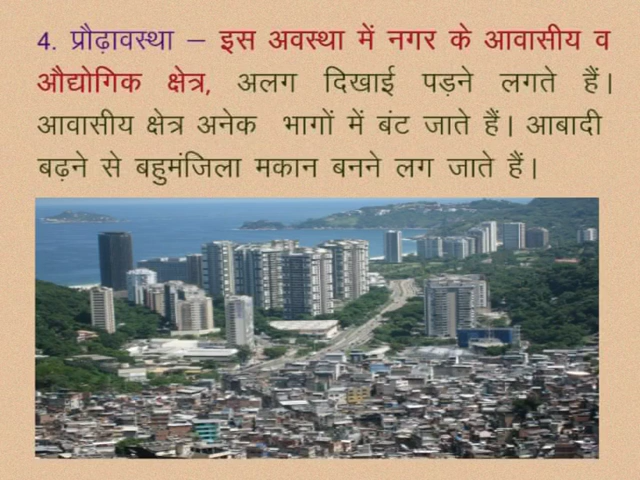 4. प्रौढ़ावस्था – इस अवस्था में नगर के आवासीय व
औद्योगिक क्षेत्र, अलग दिखाई पड़ने लगते हैं।
आवासीय क्षेत्र अनेक भागों में बंट जाते हैं। आबादी
बढ़ने से बहुमंजिला मकान बनने लग जाते हैं।